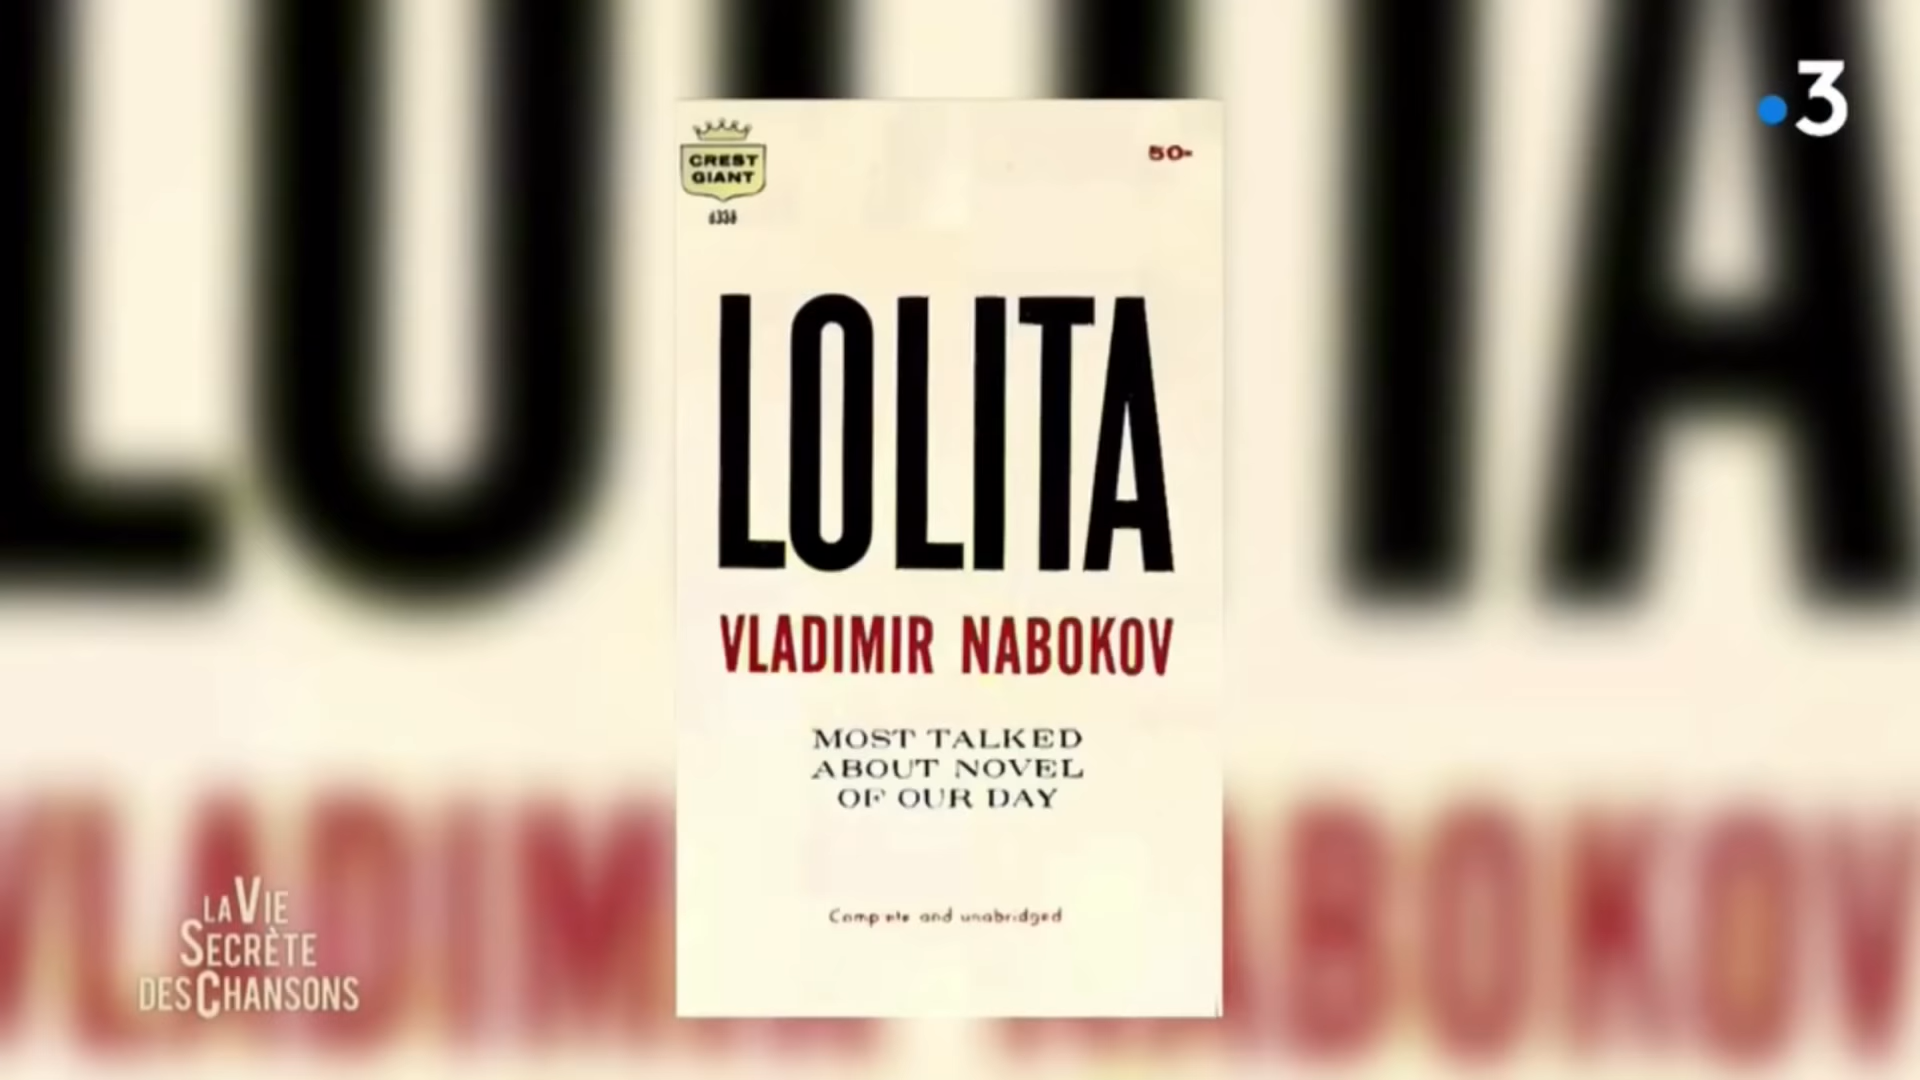 3
CREST
GIANT
50¢
LOLITA
VLADIMIR NABOKOV
MOST TALKED
ABOUT NOVEL
OF OUR DAY
Complete and unabridged
LA VIE
SECRÈTE
DES CHANSONS